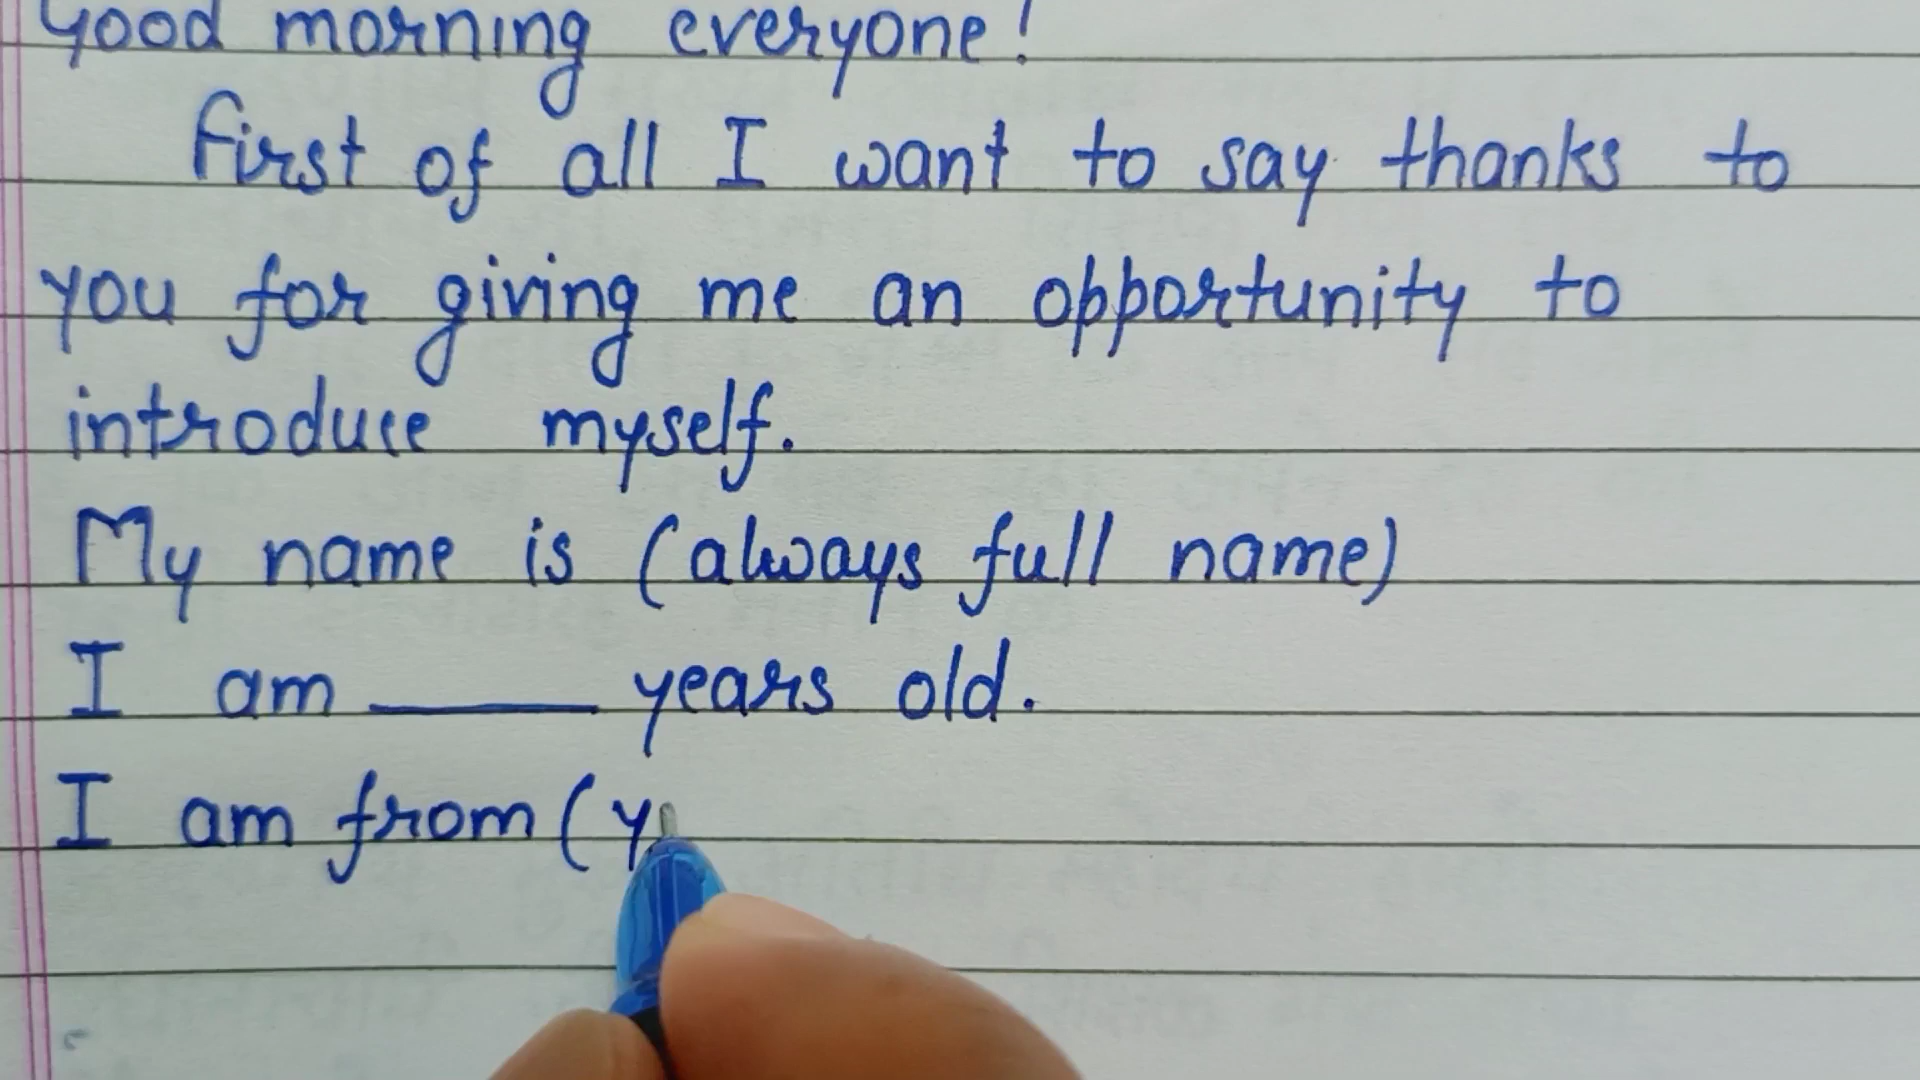 Good morning everyone!
First of all I want to say thanks to
you for giving me an opportunity to
introduce myself.
My name is (always full name)
I am _____ years old.
I am from (y